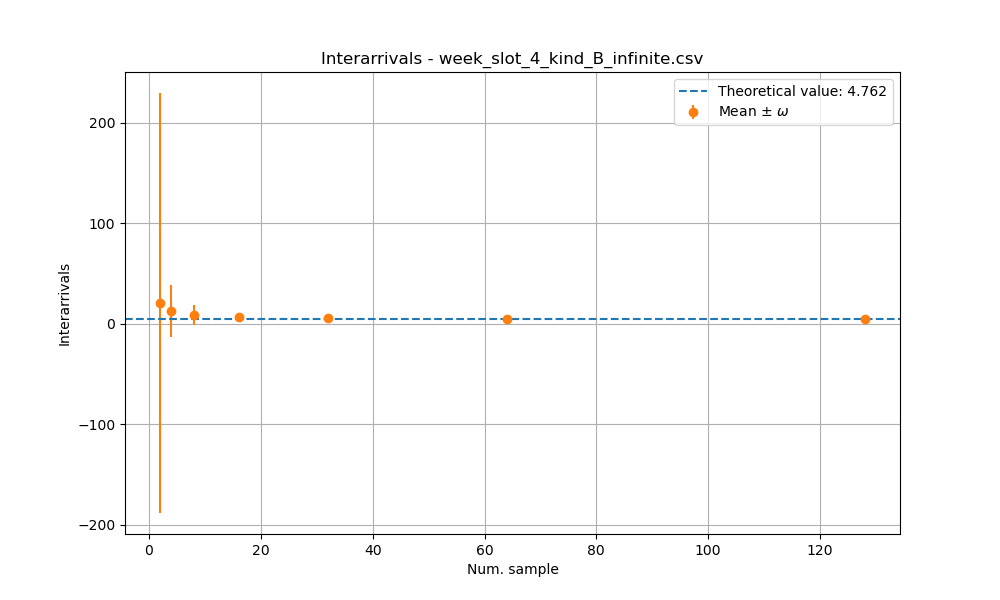 Interarrivals - week_slot_4_kind_B_infinite.csv
Theoretical value: 4.762
Mean ± ω
200
100
0
−100
−200
Interarrivals
0 20 40 60 80 100 120
Num. sample